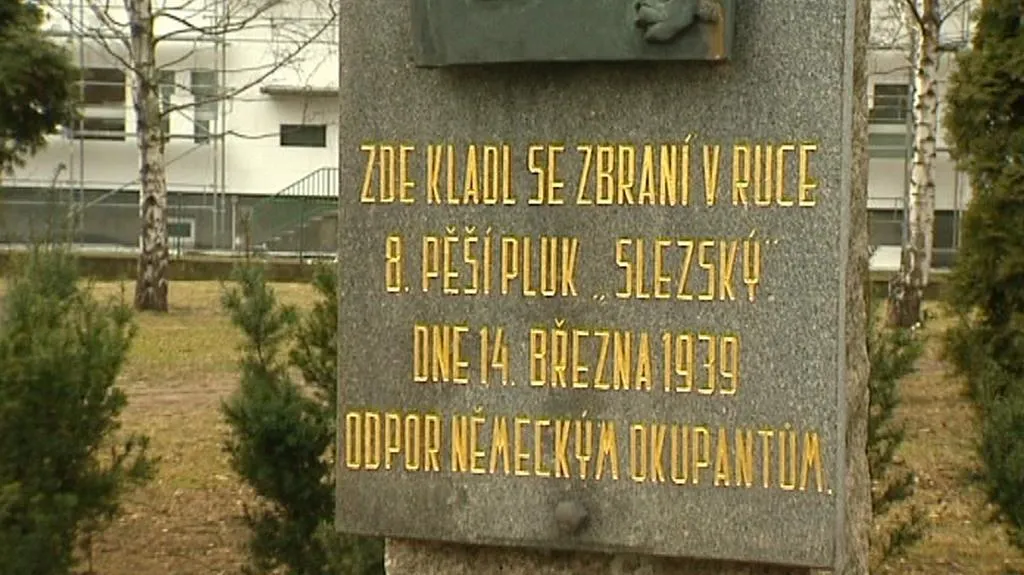 ZDE KLADL SE ZBRANÍ V RUCE
8. PĚŠÍ PLUK „SLEZSKÝ"
DNE 14. BŘEZNA 1939
ODPOR NĚMECKÝM OKUPANTŮM.